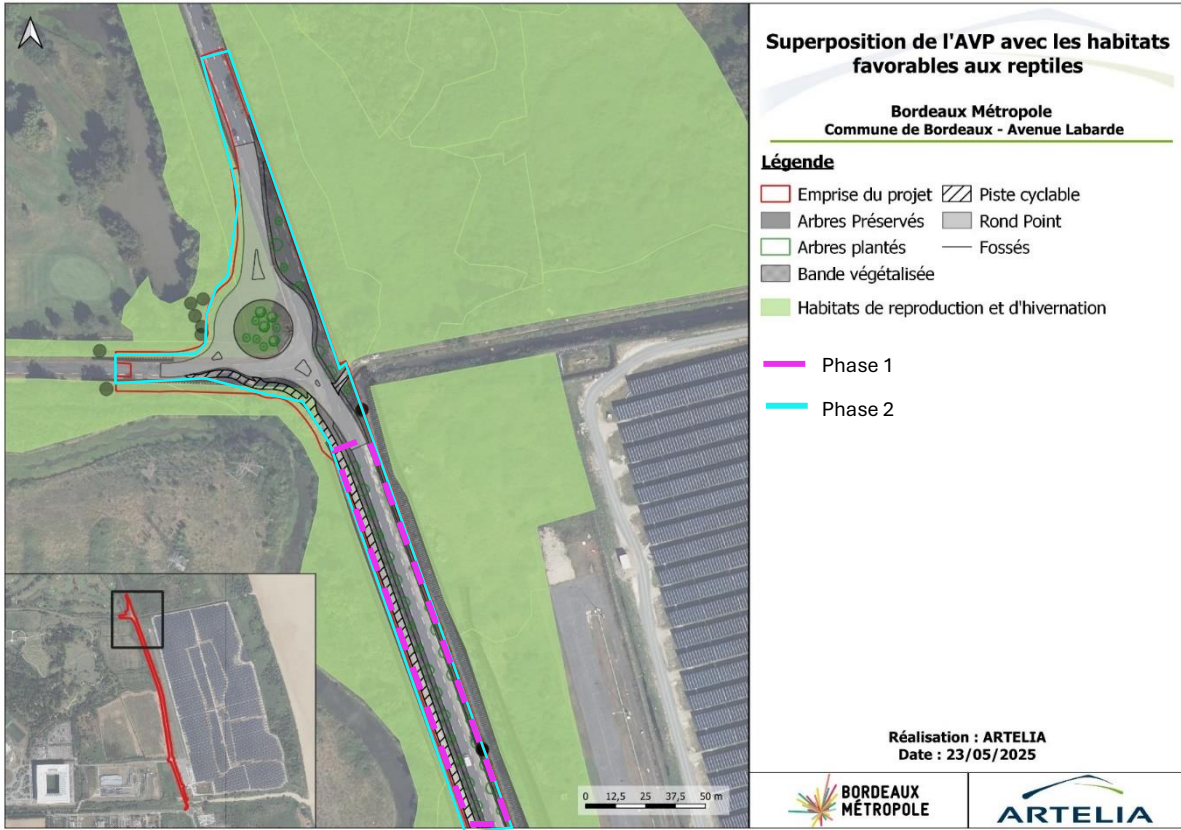 Superposition de l'AVP avec les habitats
favorables aux reptiles
Bordeaux Métropole
Commune de Bordeaux - Avenue Labarde
Légende
Emprise du projet
Piste cyclable
Arbres Préservés
Rond Point
Arbres plantés
Fossés
Bande végétalisée
Habitats de reproduction et d'hivernation
Phase 1
Phase 2
0 12,5 25 37,5 50 m
Réalisation : ARTELIA
Date : 23/05/2025
BORDEAUX
MÉTROPOLE
ARTELIA